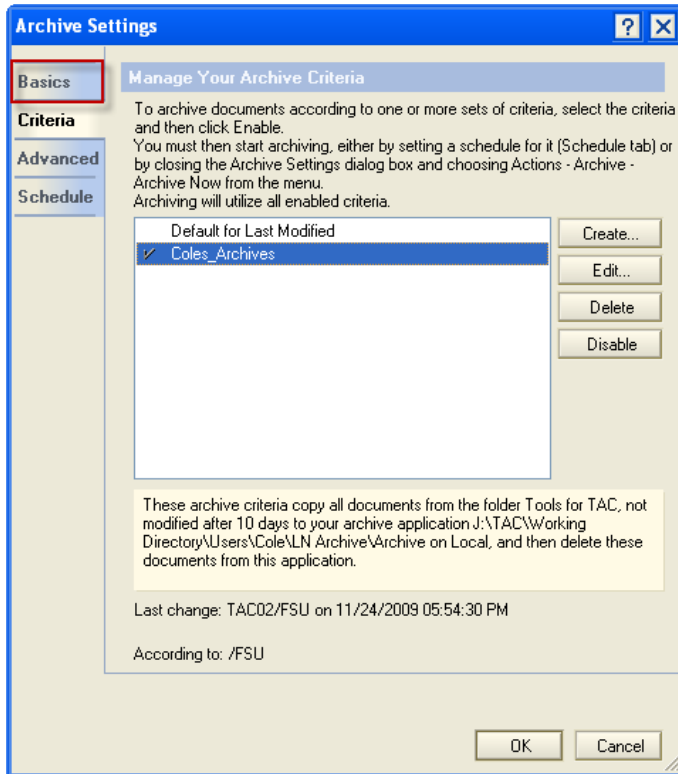 Archive Settings
Basics
Criteria
Advanced
Schedule
Manage Your Archive Criteria
To archive documents according to one or more sets of criteria, select the criteria
and then click Enable.
You must then start archiving, either by setting a schedule for it (Schedule tab) or
by closing the Archive Settings dialog box and choosing Actions - Archive -
Archive Now from the menu.
Archiving will utilize all enabled criteria.
Default for Last Modified
Coles_Archives
Create...
Edit...
Delete
Disable
These archive criteria copy all documents from the folder Tools for TAC, not
modified after 10 days to your archive application J:\TAC\Working
Directory\Users\Cole\LN Archive\Archive on Local, and then delete these
documents from this application.
Last change: TAC02/FSU on 11/24/2009 05:54:30 PM
According to: /FSU
OK
Cancel